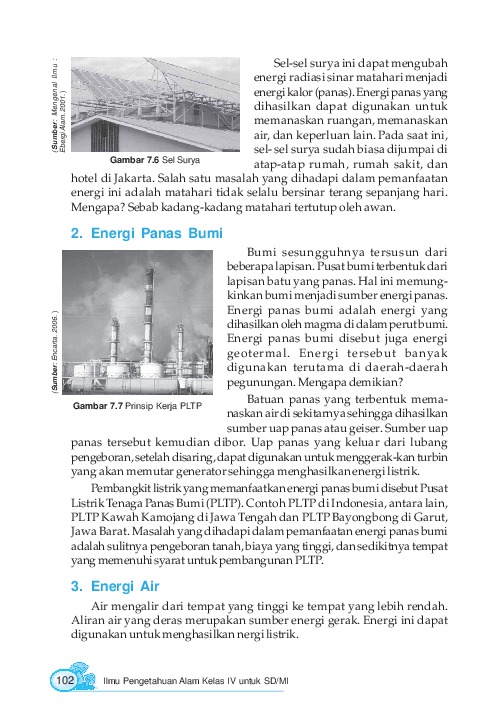 (Sumber: Mengenal Ilmu :
Energi Alam. 2001.)
Gambar 7.6 Sel Surya
Sel-sel surya ini dapat mengubah
energi radiasi sinar matahari menjadi
energi kalor (panas). Energi panas yang
dihasilkan dapat digunakan untuk
memanaskan ruangan, memanaskan
air, dan keperluan lain. Pada saat ini,
sel-sel surya sudah biasa dijumpai di
atap-atap rumah, rumah sakit, dan
hotel di Jakarta. Salah satu masalah yang dihadapi dalam pemanfaatan
energi ini adalah matahari tidak selalu bersinar terang sepanjang hari.
Mengapa? Sebab kadang-kadang matahari tertutup oleh awan.
2. Energi Panas Bumi
(Sumber: Encarta. 2006.)
Gambar 7.7 Prinsip Kerja PLTP
Bumi sesungguhnya tersusun dari
beberapa lapisan. Pusat bumi terbentuk dari
lapisan batu yang panas. Hal ini memung-
kinkan bumi menjadi sumber energi panas.
Energi panas bumi adalah energi yang
dihasilkan oleh magma di dalam perut bumi.
Energi panas bumi disebut juga energi
geotermal. Energi tersebut banyak
digunakan terutama di daerah-daerah
pegunungan. Mengapa demikian?
Batuan panas yang terbentuk mema-
naskan air di sekitarnya sehingga dihasilkan
sumber uap panas atau geiser. Sumber uap
panas tersebut kemudian dibor. Uap panas yang keluar dari lubang
pengeboran, setelah disaring, dapat digunakan untuk menggerak-kan turbin
yang akan memutar generator sehingga menghasilkan energi listrik.
Pembangkit listrik yang memanfaatkan energi panas bumi disebut Pusat
Listrik Tenaga Panas Bumi (PLTP). Contoh PLTP di Indonesia, antara lain,
PLTP Kawah Kamojang di Jawa Tengah dan PLTP Bayongbong di Garut,
Jawa Barat. Masalah yang dihadapi dalam pemanfaatan energi panas bumi
adalah sulitnya pengeboran tanah, biaya yang tinggi, dan sedikitnya tempat
yang memenuhi syarat untuk pembangunan PLTP.
3. Energi Air
Air mengalir dari tempat yang tinggi ke tempat yang lebih rendah.
Aliran air yang deras merupakan sumber energi gerak. Energi ini dapat
digunakan untuk menghasilkan nergi listrik.
102 Ilmu Pengetahuan Alam Kelas IV untuk SD/MI